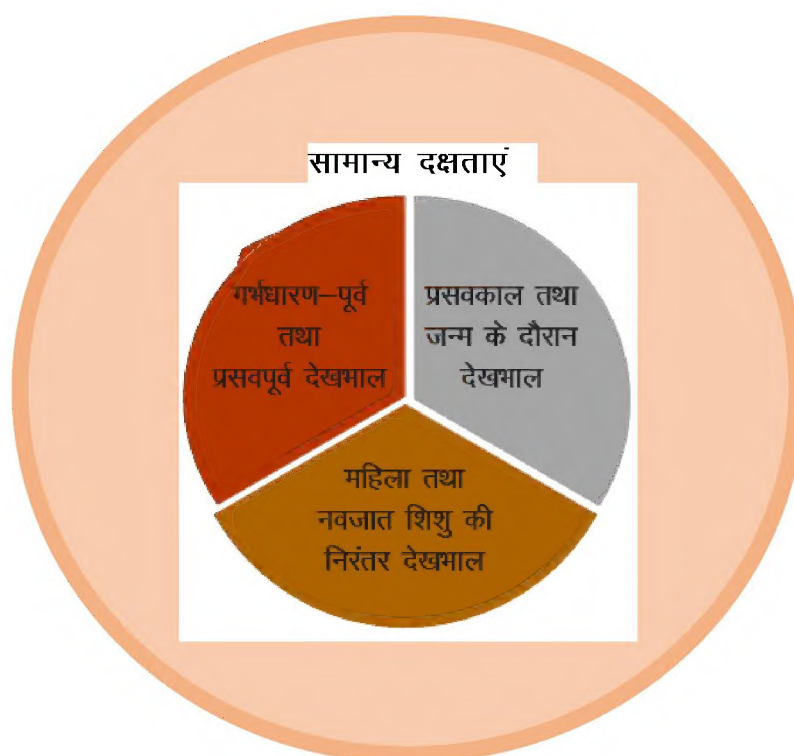 सामान्य दक्षताएं
गर्भधारण–पूर्व
तथा
प्रसवपूर्व देखभाल
प्रसवकाल तथा
जन्म के दौरान
देखभाल
महिला तथा
नवजात शिशु की
निरंतर देखभाल